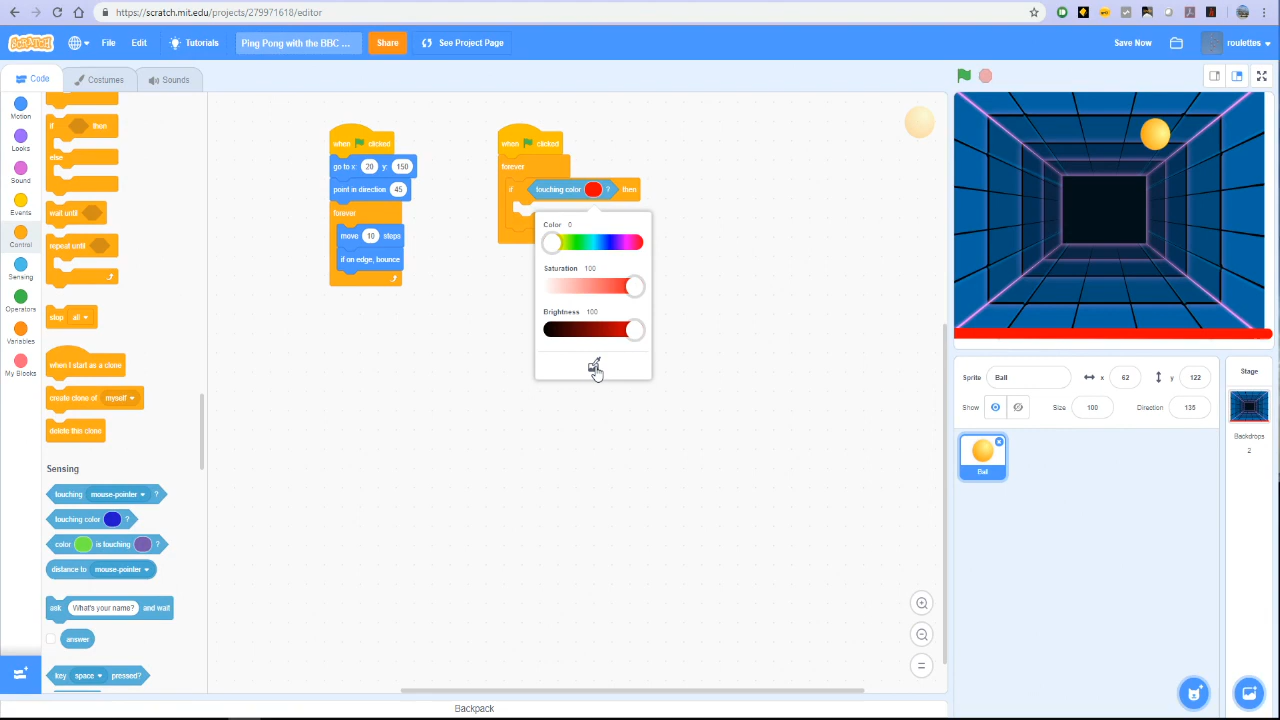 https://scratch.mit.edu/projects/279971618/editor
SCRATCH
File
Edit
Tutorials
Ping Pong with the BBC ...
Share
See Project Page
Save Now
roulettes
Code
Costumes
Sounds
Motion
Looks
Sound
Events
Control
Sensing
Operators
Variables
My Blocks
if then
else
wait until
repeat until
stop all
when I start as a clone
create clone of myself
delete this clone
Sensing
touching mouse-pointer ?
touching color ?
color is touching ?
distance to mouse-pointer
ask What's your name? and wait
answer
key space pressed?
when clicked
go to x: 20 y: 150
point in direction 45
forever
move 10 steps
if on edge, bounce
when clicked
forever
if touching color ? then
Color 0
Saturation 100
Brightness 100
Sprite Ball x 62 y 122
Show Size 100 Direction 135
Ball
Stage
Backdrops
2
Backpack